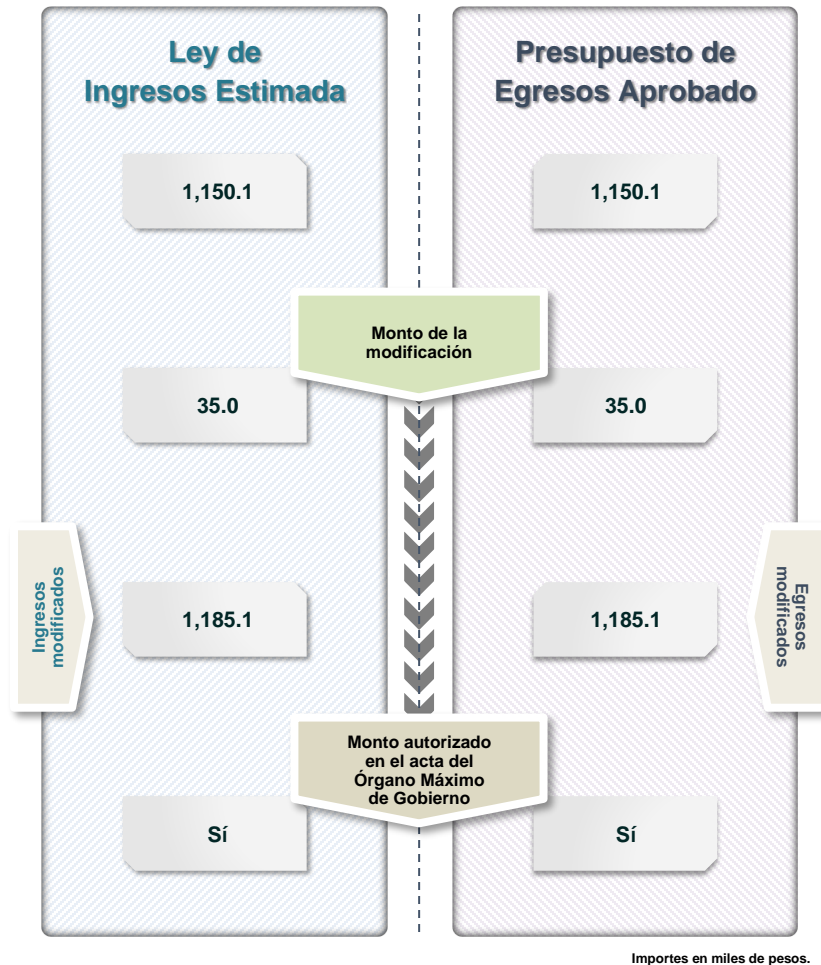 Ley de
Ingresos Estimada
Presupuesto de
Egresos Aprobado
1,150.1
1,150.1
Monto de la
modificación
35.0
35.0
Ingresos
modificados
1,185.1
1,185.1
Egresos
modificados
Monto autorizado
en el acta del
Órgano Máximo
de Gobierno
Sí
Sí
Importes en miles de pesos.